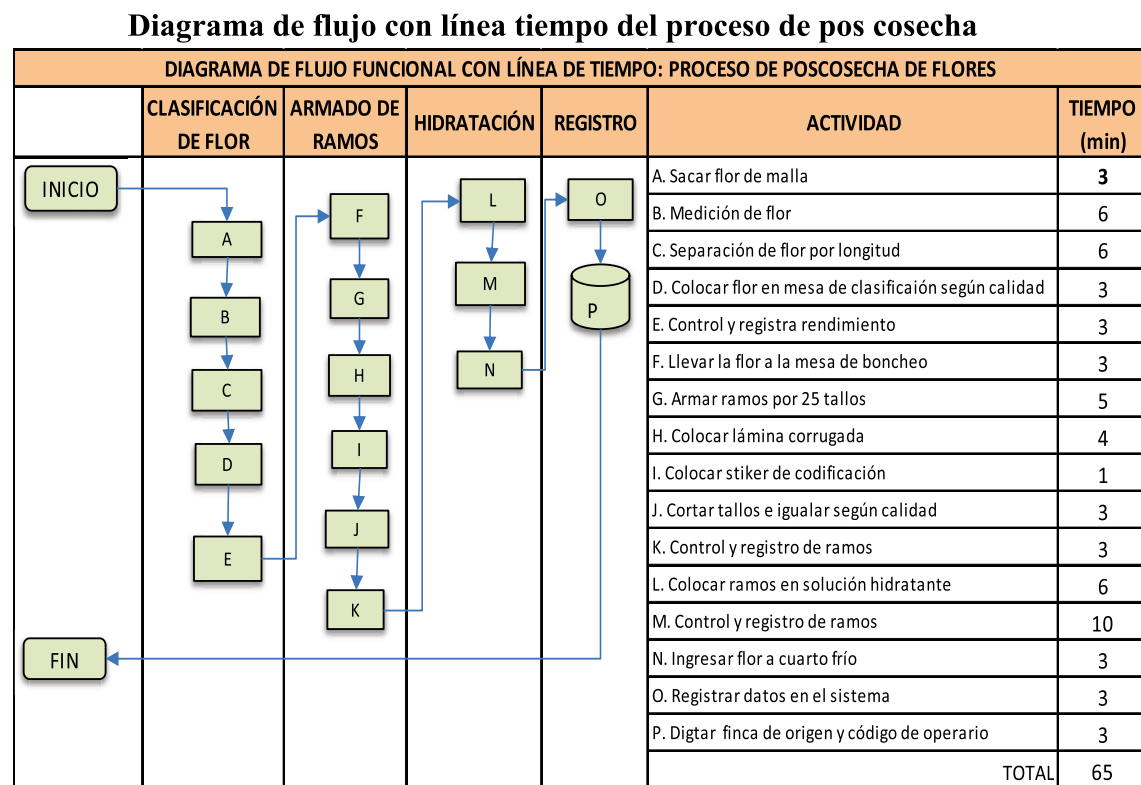 Diagrama de flujo con línea tiempo del proceso de pos cosecha
DIAGRAMA DE FLUJO FUNCIONAL CON LÍNEA DE TIEMPO: PROCESO DE POSCOSECHA DE FLORES
CLASIFICACIÓN
DE FLOR
ARMADO DE
RAMOS
HIDRATACIÓN
REGISTRO
ACTIVIDAD
TIEMPO
(min)
INICIO
A
B
C
D
E
F
G
H
I
J
K
L
M
N
O
P
FIN
A. Sacar flor de malla 3
B. Medición de flor 6
C. Separación de flor por longitud 6
D. Colocar flor en mesa de clasificaión según calidad 3
E. Control y registra rendimiento 3
F. Llevar la flor a la mesa de boncheo 3
G. Armar ramos por 25 tallos 5
H. Colocar lámina corrugada 4
I. Colocar stiker de codificación 1
J. Cortar tallos e igualar según calidad 3
K. Control y registro de ramos 3
L. Colocar ramos en solución hidratante 6
M. Control y registro de ramos 10
N. Ingresar flor a cuarto frío 3
O. Registrar datos en el sistema 3
P. Digtar finca de origen y código de operario 3
TOTAL 65